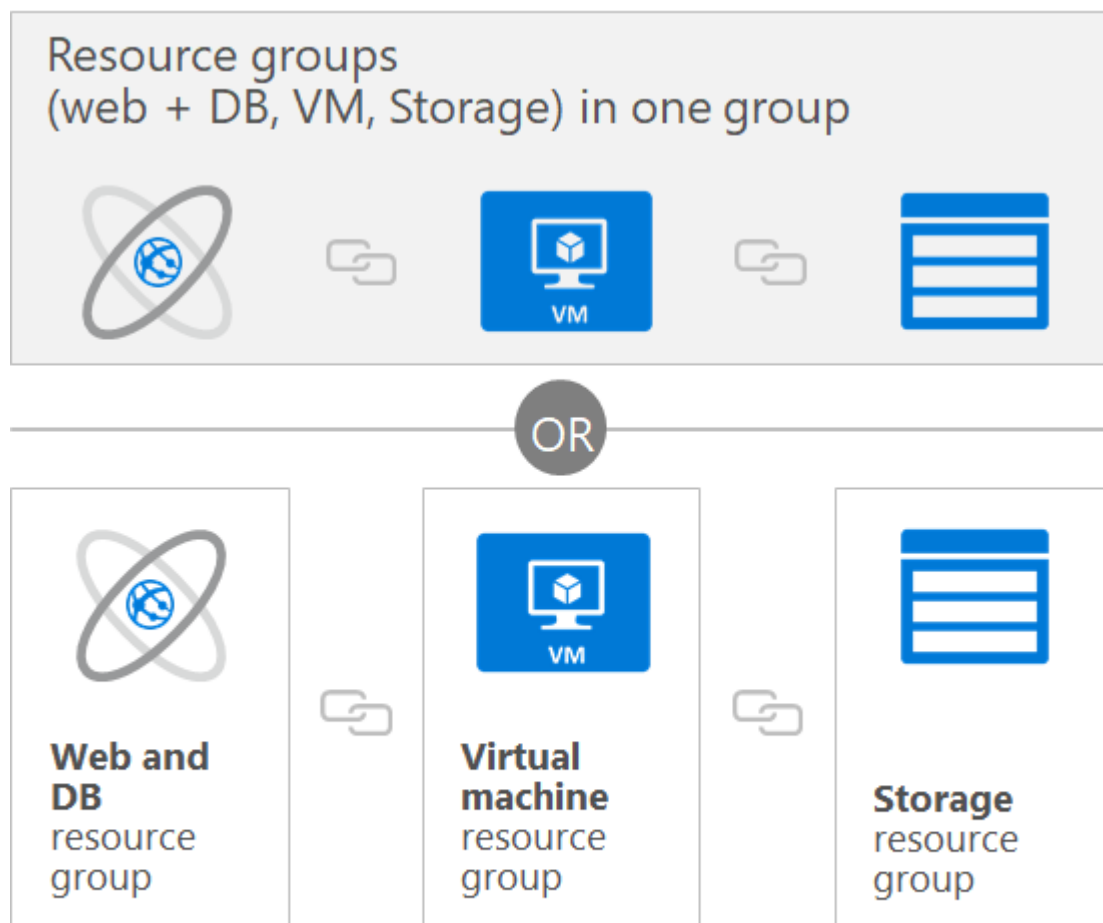 Resource groups
(web + DB, VM, Storage) in one group
VM
OR
VM
Web and
DB
resource
group
Virtual
machine
resource
group
Storage
resource
group